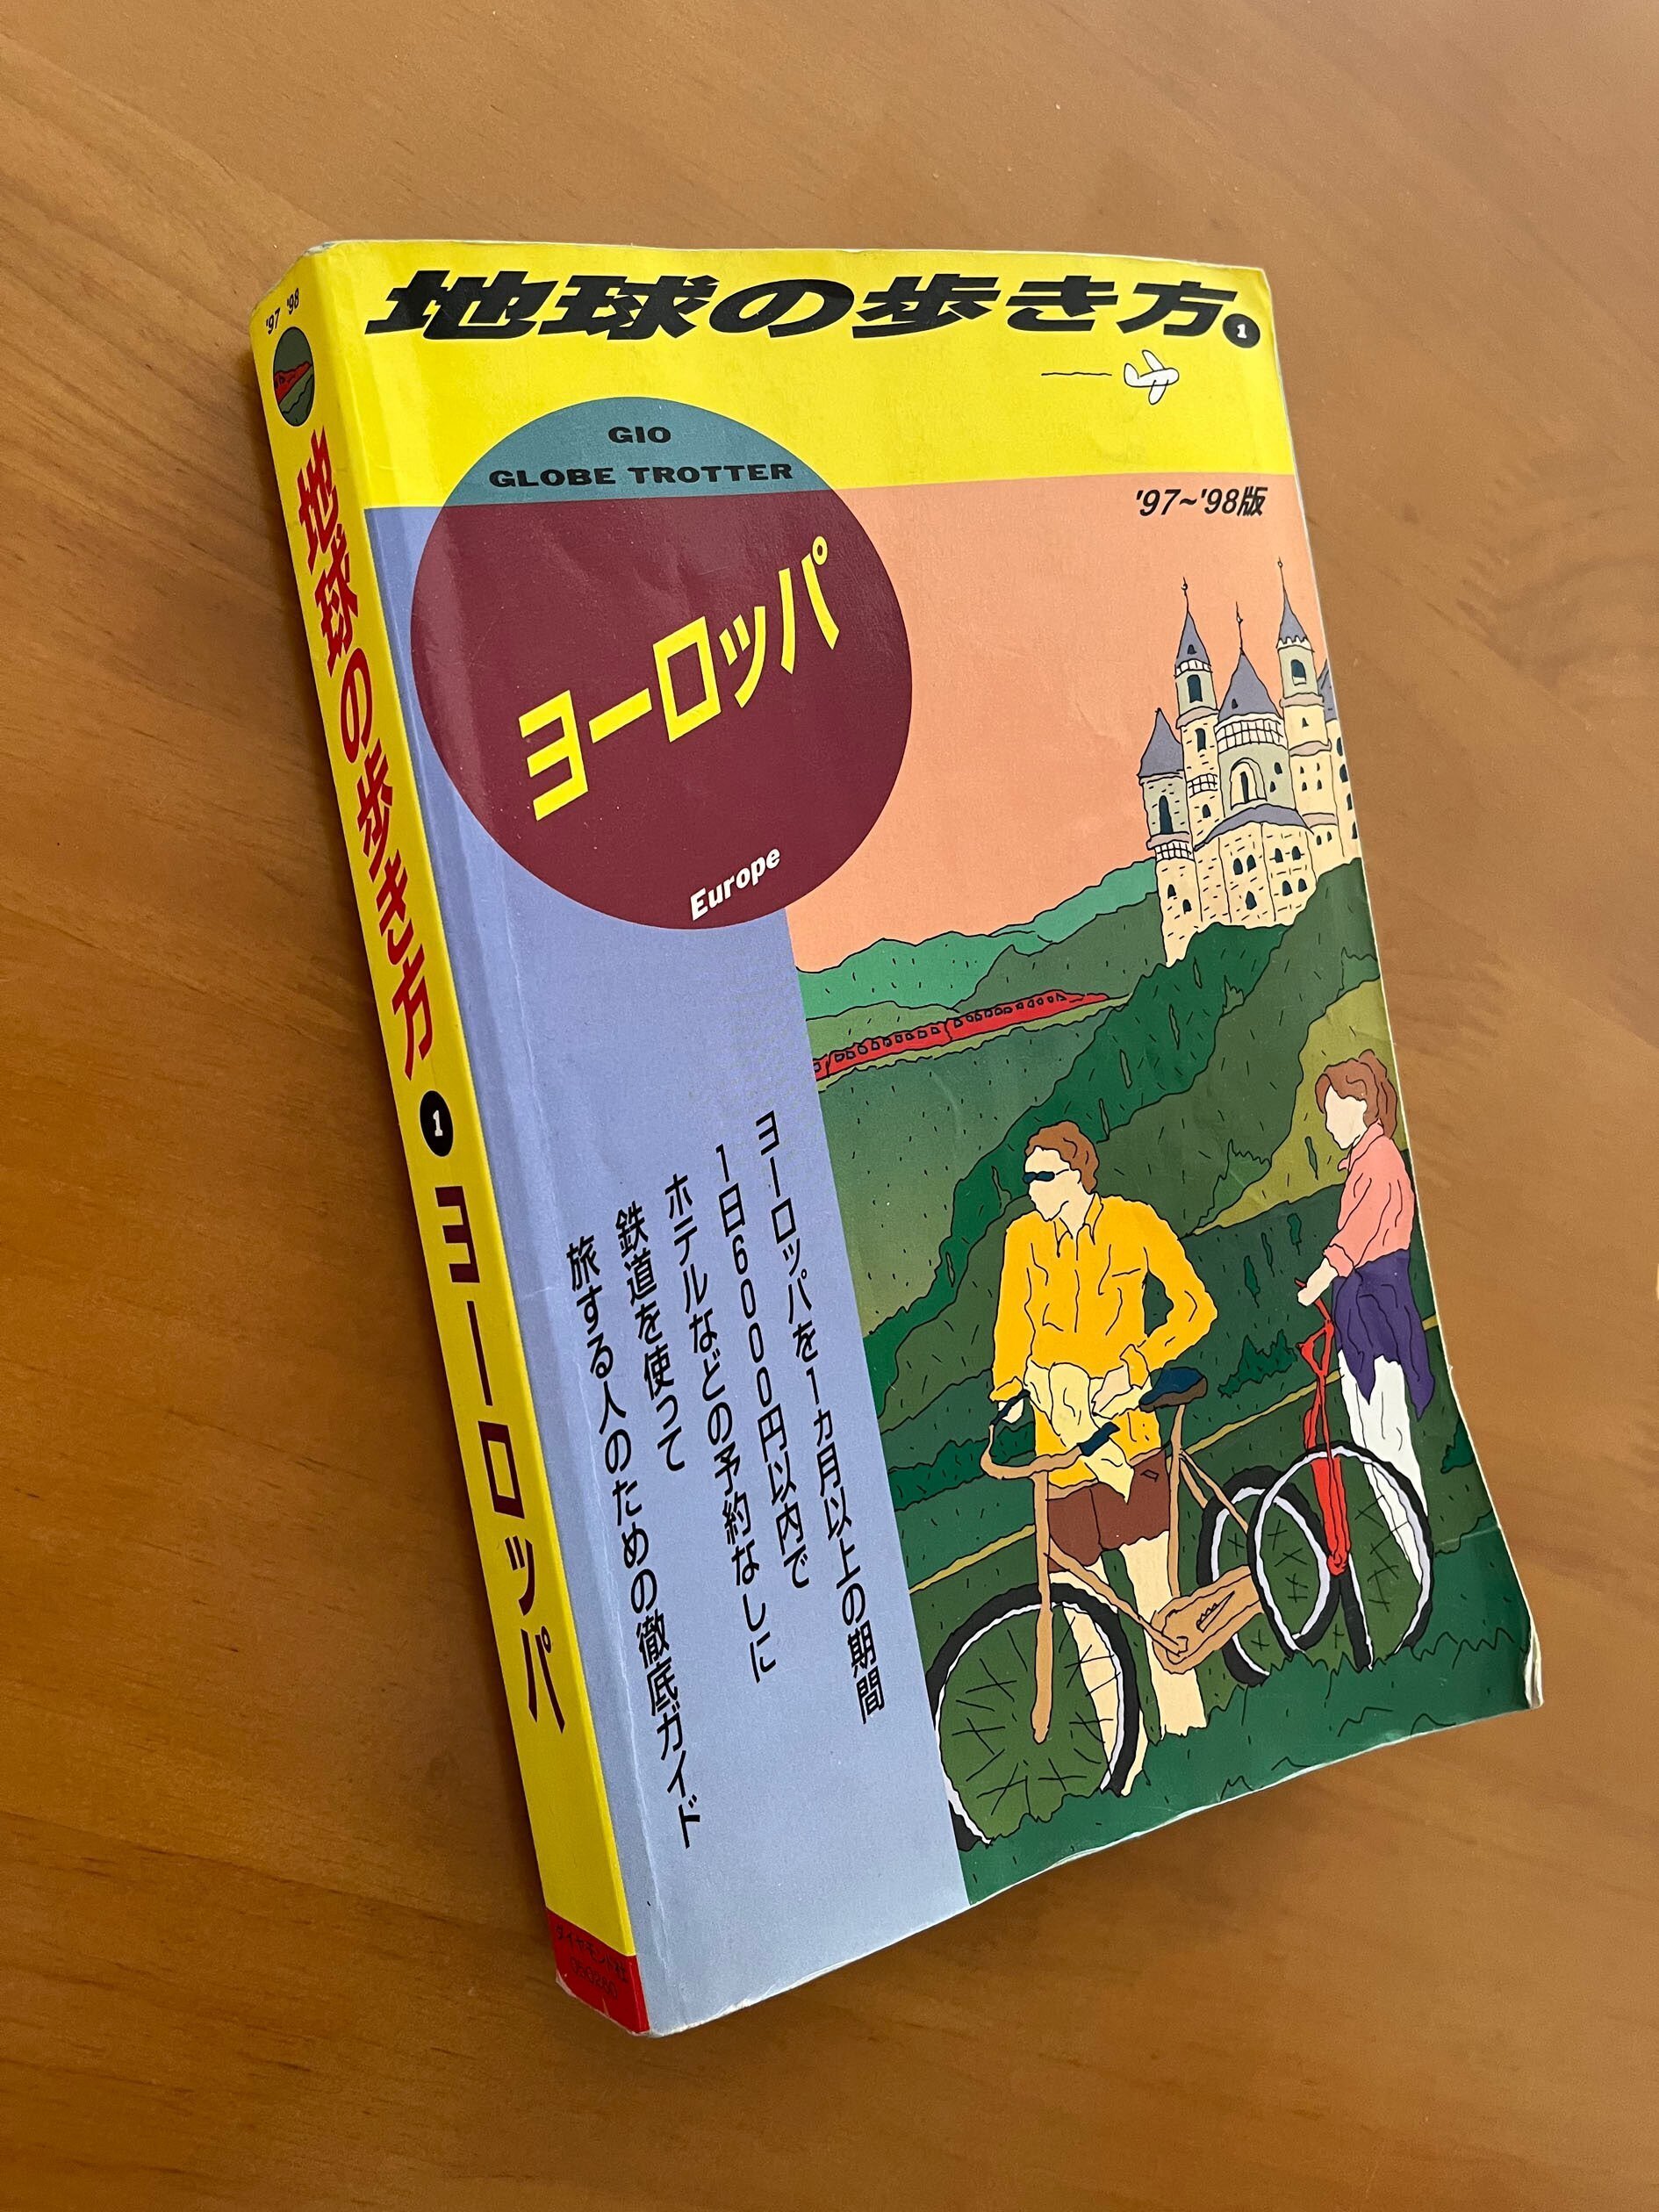 地球の歩き方 1
GIO
GLOBE TROTTER
'97~'98版
ヨーロッパ
Europe
ヨーロッパを1ヵ月以上の期間
1日6000円以内で
ホテルなどの予約なしに
鉄道を使って
旅する人のための徹底ガイド
'97 '98
地球の歩き方 1 ヨーロッパ
ダイヤモンド社